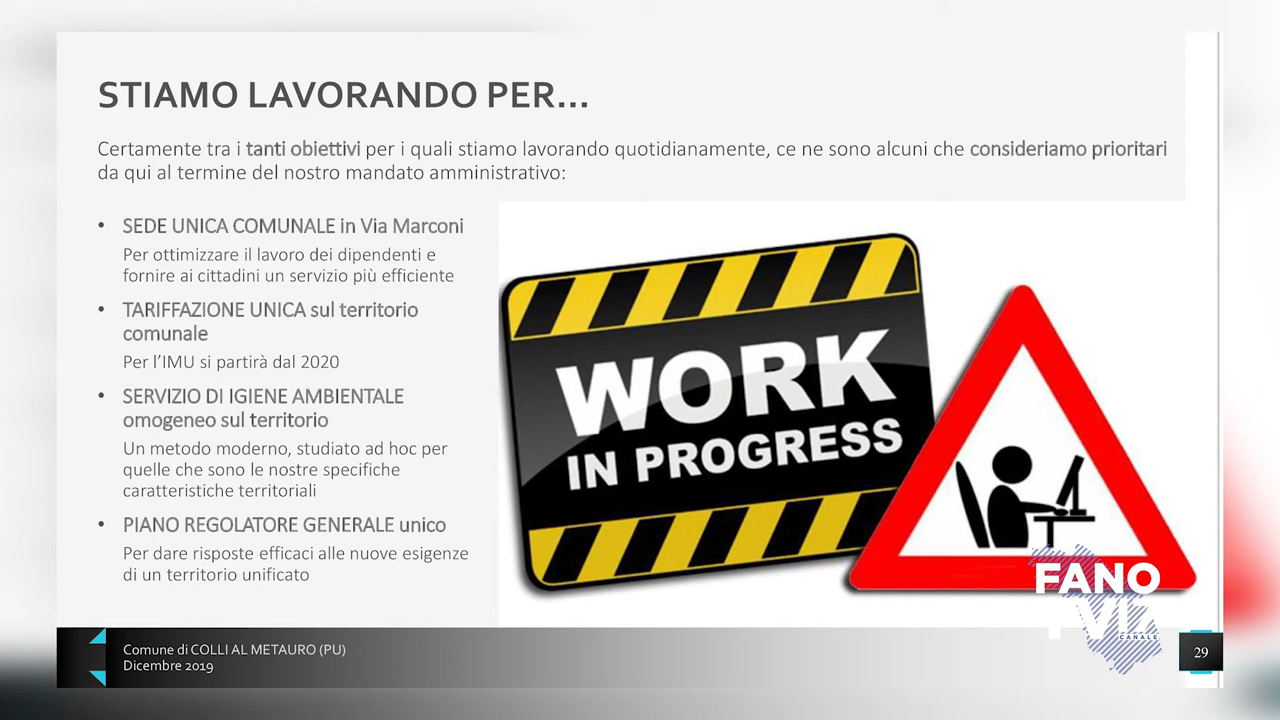 STIAMO LAVORANDO PER...
Certamente tra i tanti obiettivi per i quali stiamo lavorando quotidianamente, ce ne sono alcuni che consideriamo prioritari
da qui al termine del nostro mandato amministrativo:
• SEDE UNICA COMUNALE in Via Marconi
Per ottimizzare il lavoro dei dipendenti e
fornire ai cittadini un servizio più efficiente
• TARIFFAZIONE UNICA sul territorio
comunale
Per l'IMU si partirà dal 2020
• SERVIZIO DI IGIENE AMBIENTALE
omogeneo sul territorio
Un metodo moderno, studiato ad hoc per
quelle che sono le nostre specifiche
caratteristiche territoriali
• PIANO REGOLATORE GENERALE unico
Per dare risposte efficaci alle nuove esigenze
di un territorio unificato
WORK
IN PROGRESS
FANO
TV
CANALE
Comune di COLLI AL METAURO (PU)
Dicembre 2019
29